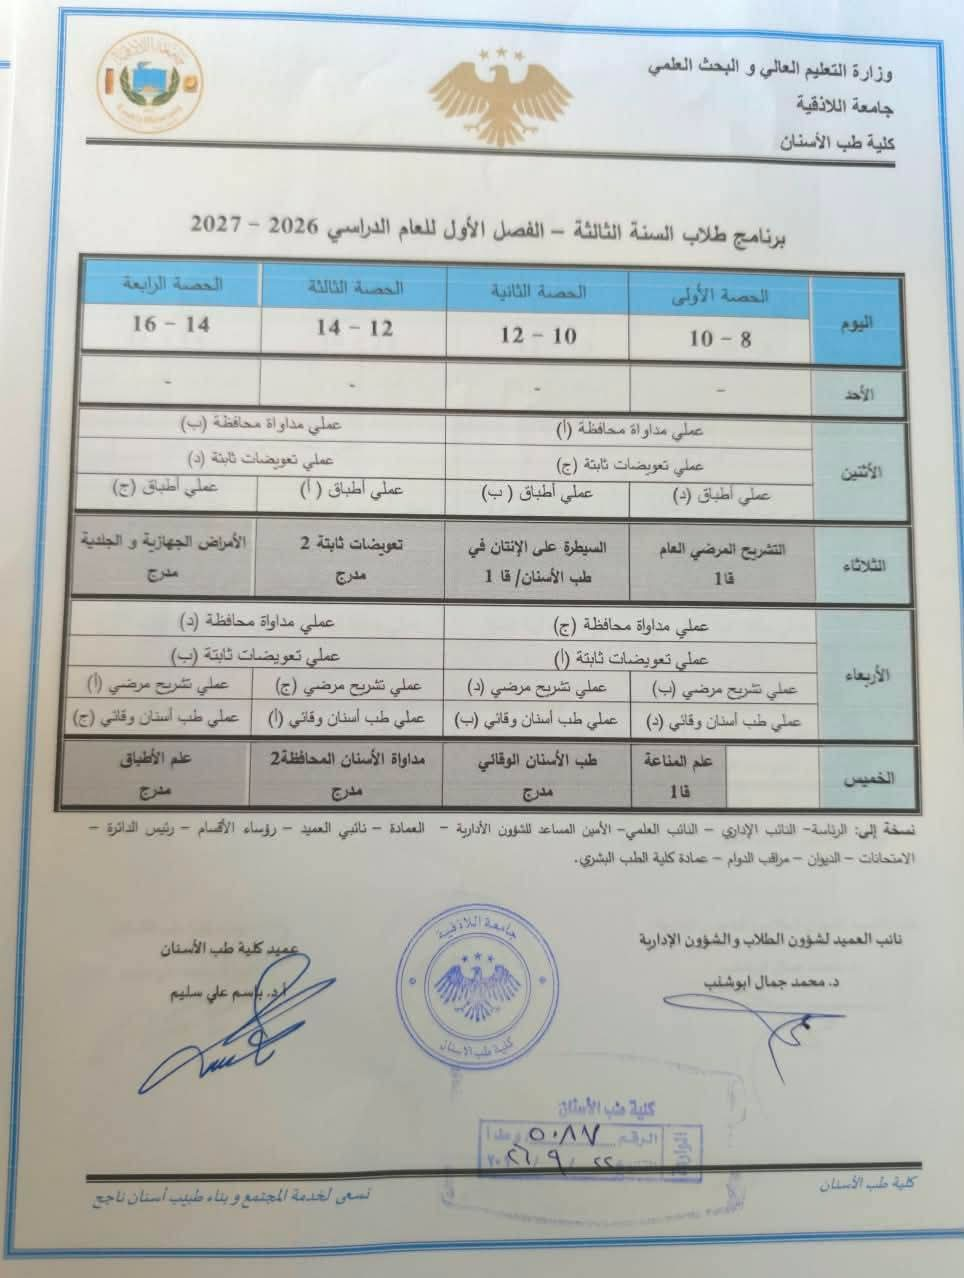 وزارة التعليم العالي و البحث العلمي
جامعة اللاذقية
كلية طب الأسنان
جامعة اللاذقية
برنامج طلاب السنة الثالثة – الفصل الأول للعام الدراسي 2026 – 2027
اليوم الحصة الأولى الحصة الثانية الحصة الثالثة الحصة الرابعة
8 – 10 10 – 12 12 – 14 14 – 16
الأحد - - - -
الأثنين
عملي مداواة محافظة (أ) عملي مداواة محافظة (ب)
عملي تعويضات ثابتة (ج) عملي تعويضات ثابتة (د)
عملي أطباق (د) عملي أطباق ( ب) عملي أطباق ( أ) عملي أطباق (ج)
الثلاثاء
التشريح المرضي العام السيطرة على الإنتان في تعويضات ثابتة 2 الأمراض الجهازية و الجلدية
قا1 طب الأسنان/ قا 1 مدرج مدرج
الأربعاء
عملي مداواة محافظة (ج) عملي مداواة محافظة (د)
عملي تعويضات ثابتة (أ) عملي تعويضات ثابتة (ب)
عملي تشريح مرضي (ب) عملي تشريح مرضي (د) عملي تشريح مرضي (ج) عملي تشريح مرضي (أ)
عملي طب أسنان وقائي (د) عملي طب أسنان وقائي (ب) عملي طب أسنان وقائي (أ) عملي طب أسنان وقائي (ج)
الخميس
علم المناعة طب الأسنان الوقائي مداواة الأسنان المحافظة2 علم الأطباق
قا1 مدرج مدرج مدرج
نسخة إلى: الرئاسة– النائب الإداري – النائب العلمي– الأمين المساعد للشؤون الأدارية – العمادة – نائبي العميد – رؤساء الأقسام – رئيس الدائرة –
الامتحانات – الديوان – مراقب الدوام – عمادة كلية الطب البشري.
نائب العميد لشؤون الطلاب والشؤون الإدارية
د. محمد جمال ابوشنب
عميد كلية طب الأسنان
أ.د. باسم علي سليم
جامعة اللاذقية
كلية طب الاسنان
كلية طب الأسنان
الرقم ٥٠٨٧
٢٢ / ٩ / ٢٠٢٦
كلية طب الأسنان
نسعى لخدمة المجتمع و بناء طبيب أسنان ناجح